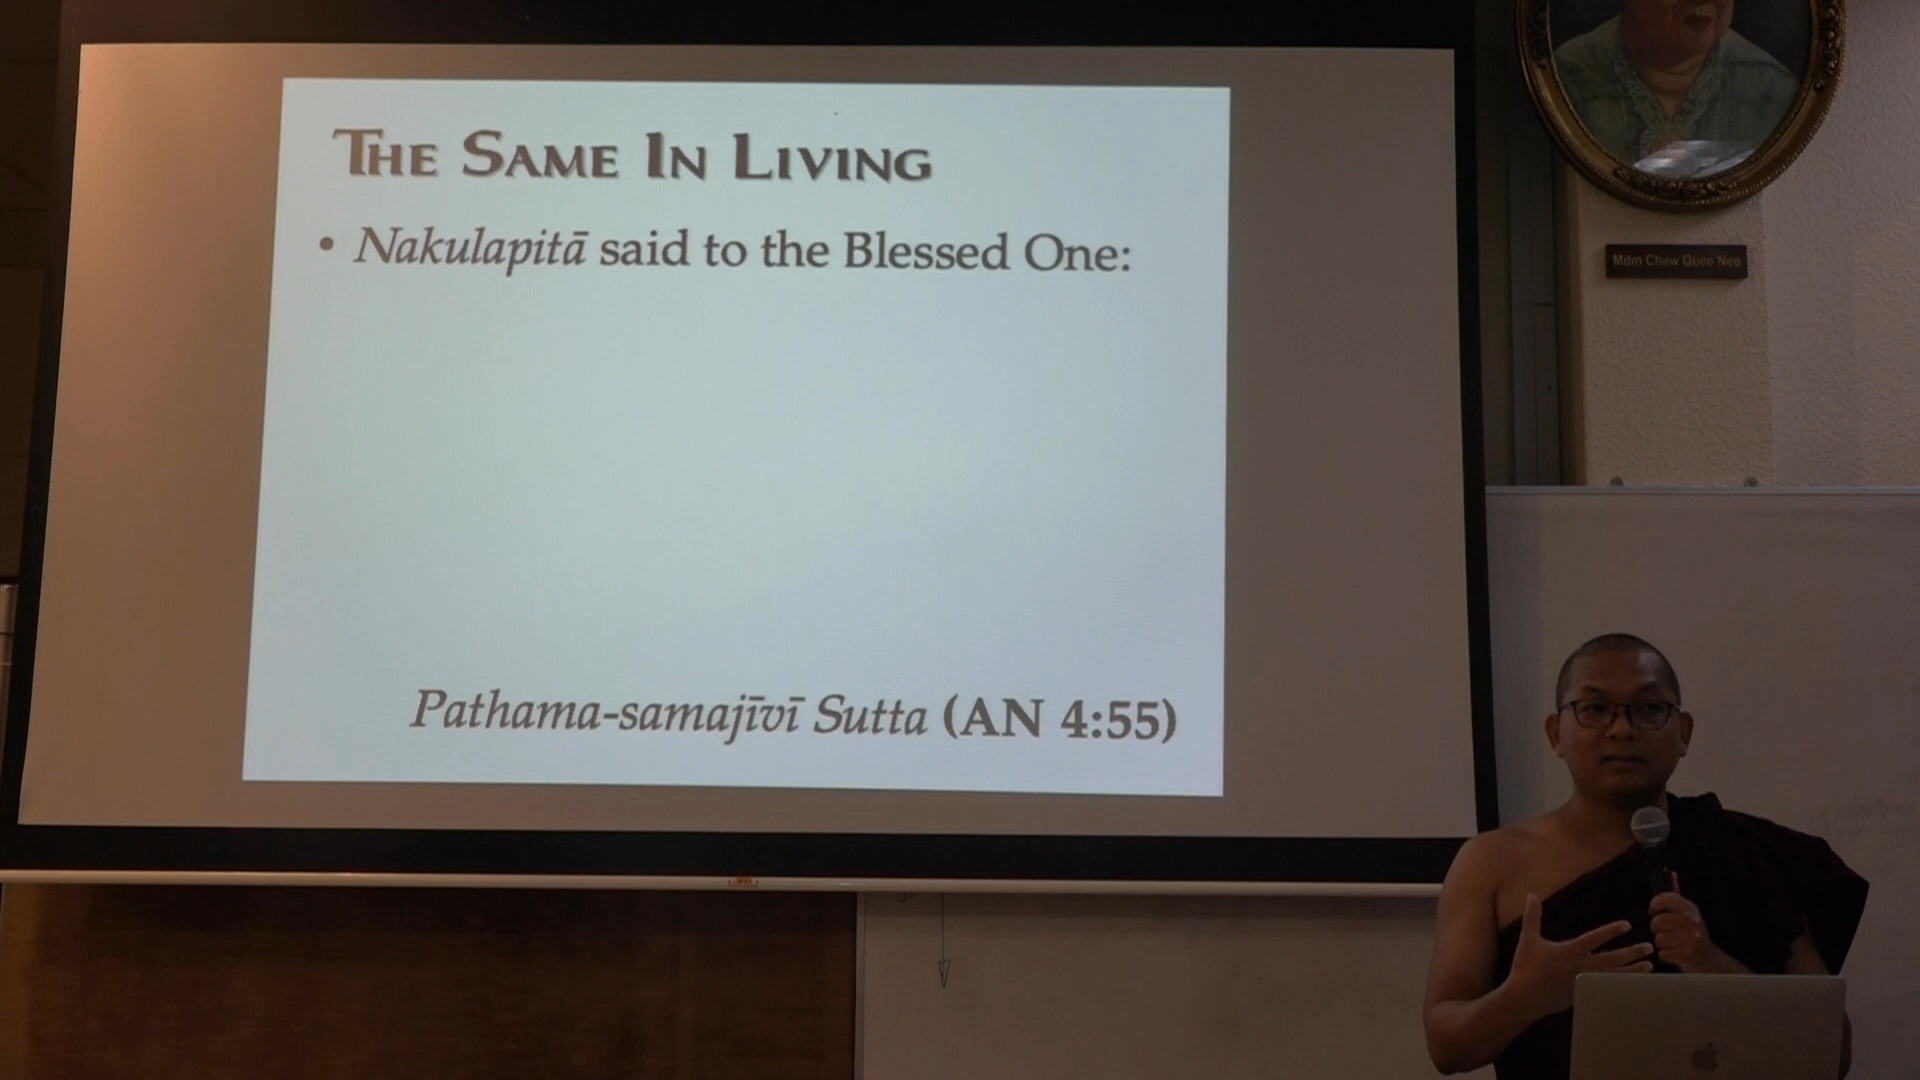 The Same In Living
• Nakulapitā said to the Blessed One:
Pathama-samajīvī Sutta (AN 4:55)
Mdm Chew Quee Neo